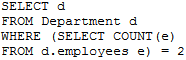 SELECT d
FROM Department d
WHERE (SELECT COUNT(e)
FROM d.employees e) = 2